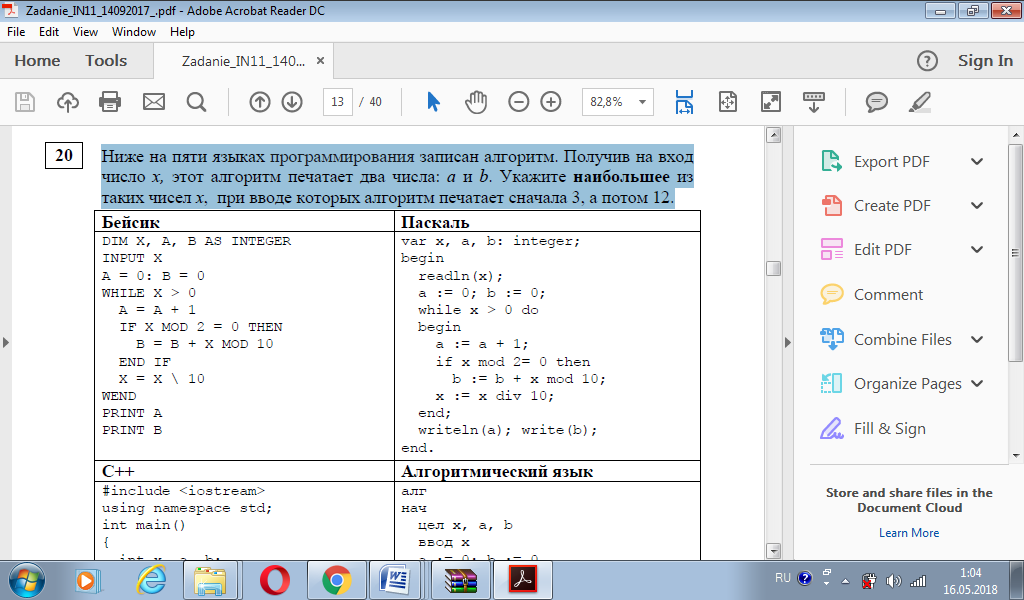 Zadanie_IN11_14092017_.pdf - Adobe Acrobat Reader DC
File Edit View Window Help
Home Tools Zadanie_IN11_140... × ? Sign In
13 / 40 82,8%
20
Ниже на пяти языках программирования записан алгоритм. Получив на вход
число x, этот алгоритм печатает два числа: a и b. Укажите наибольшее из
таких чисел x, при вводе которых алгоритм печатает сначала 3, а потом 12.
Бейсик
DIM X, A, B AS INTEGER
INPUT X
A = 0: B = 0
WHILE X > 0
A = A + 1
IF X MOD 2 = 0 THEN
B = B + X MOD 10
END IF
X = X \ 10
WEND
PRINT A
PRINT B
Паскаль
var x, a, b: integer;
begin
readln(x);
a := 0; b := 0;
while x > 0 do
begin
a := a + 1;
if x mod 2= 0 then
b := b + x mod 10;
x := x div 10;
end;
writeln(a); write(b);
end.
C++
#include <iostream>
using namespace std;
int main()
{
int x, a, b;
Алгоритмический язык
алг
нач
цел x, a, b
ввод x
a := 0; b := 0
Export PDF
Create PDF
Edit PDF
Comment
Combine Files
Organize Pages
Fill & Sign
Store and share files in the
Document Cloud
Learn More
RU
1:04
16.05.2018